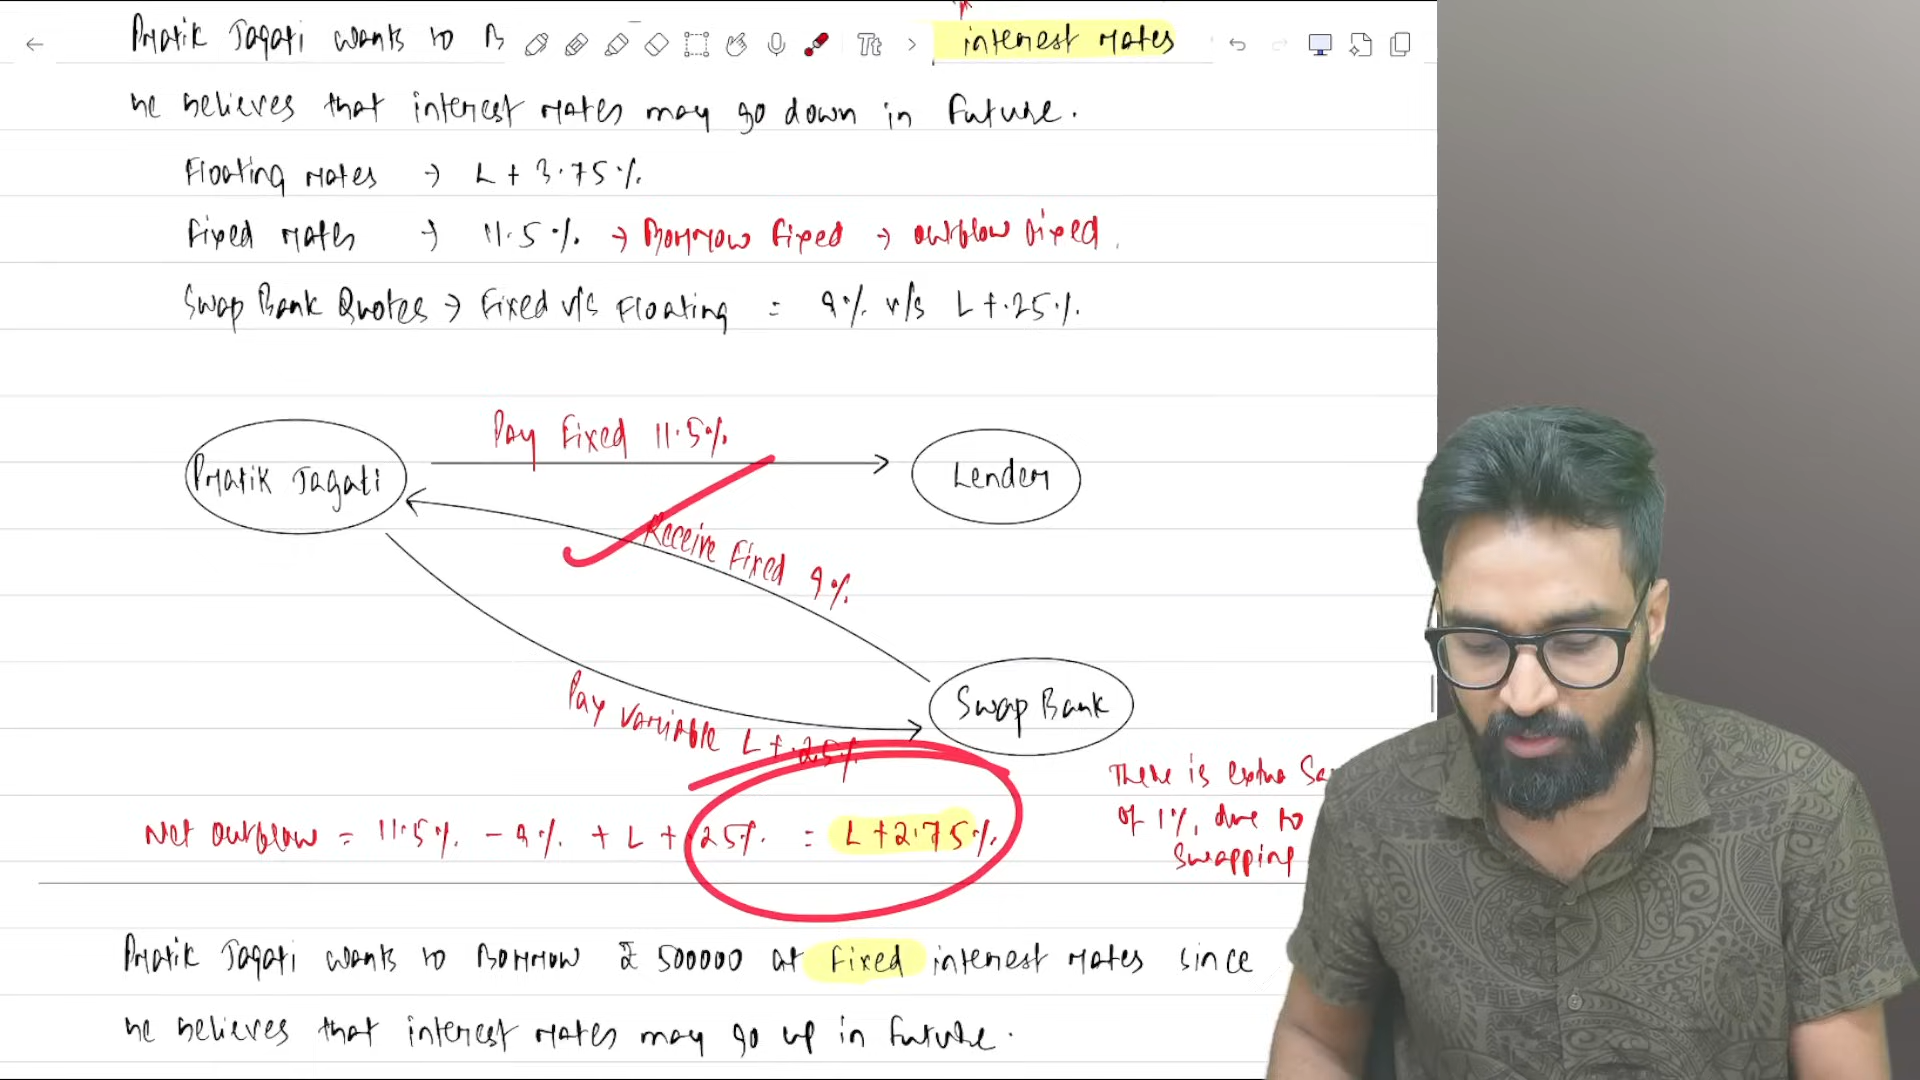 Pratik Jagati wants to B
interest rates
he believes that interest rates may go down in future.
Floating rates → L + 3.75%
Fixed rates → 11.5% → Borrow fixed → outflow fixed.
Swap Bank Quotes → Fixed v/s Floating = 9% v/s L + .25%
Pay Fixed 11.5%
Pratik Jagati
Lender
Receive Fixed 9%
Swap Bank
Pay Variable L + .25%
There is extra
of 1%, due to
swapping
Net outflow = 11.5% - 9% + L + .25% = L + 2.75%
Pratik Jagati wants to Borrow ₹ 500000 at fixed interest rates since
he believes that interest rates may go up in future.
Tt